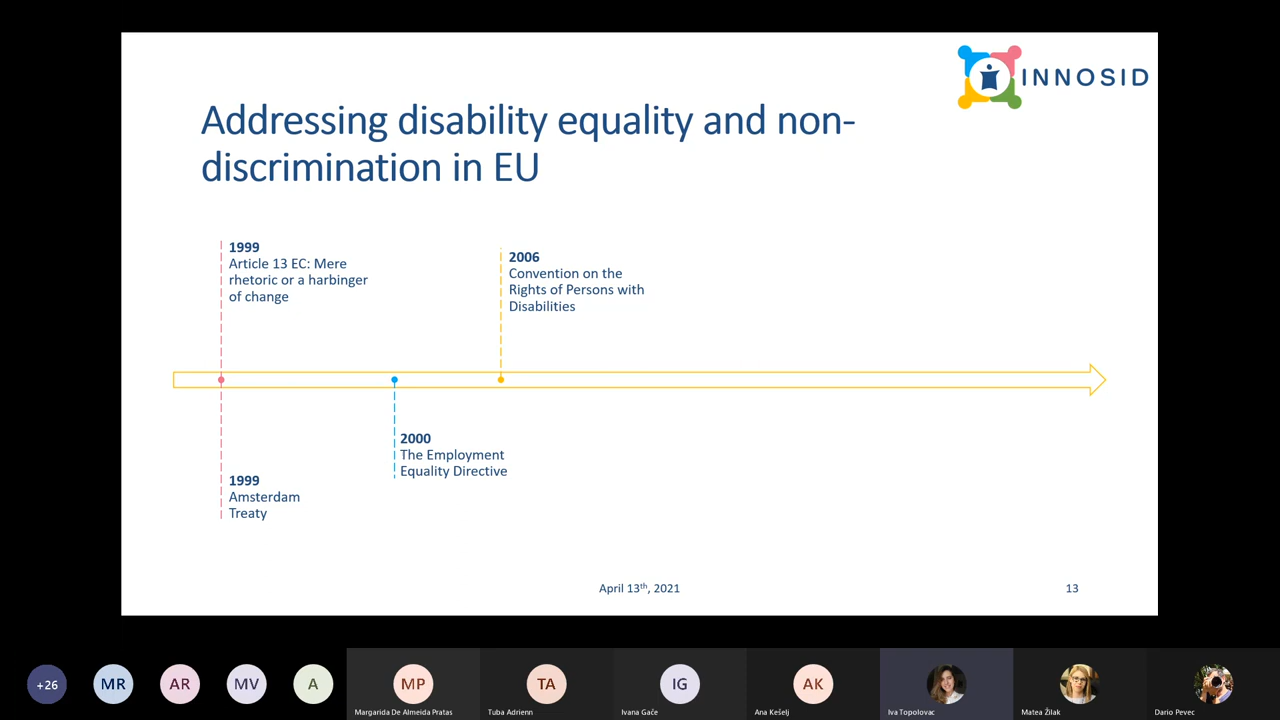 INNOSID
Addressing disability equality and non-
discrimination in EU
1999
Article 13 EC: Mere
rhetoric or a harbinger
of change
2006
Convention on the
Rights of Persons with
Disabilities
2000
The Employment
Equality Directive
1999
Amsterdam
Treaty
April 13th, 2021
13
+26
MR
AR
MV
A
MP
TA
IG
AK
Margarida De Almeida Pratas
Tuba Adrienn
Ivana Gače
Ana Kešelj
Iva Topolovac
Matea Žilak
Dario Pevec